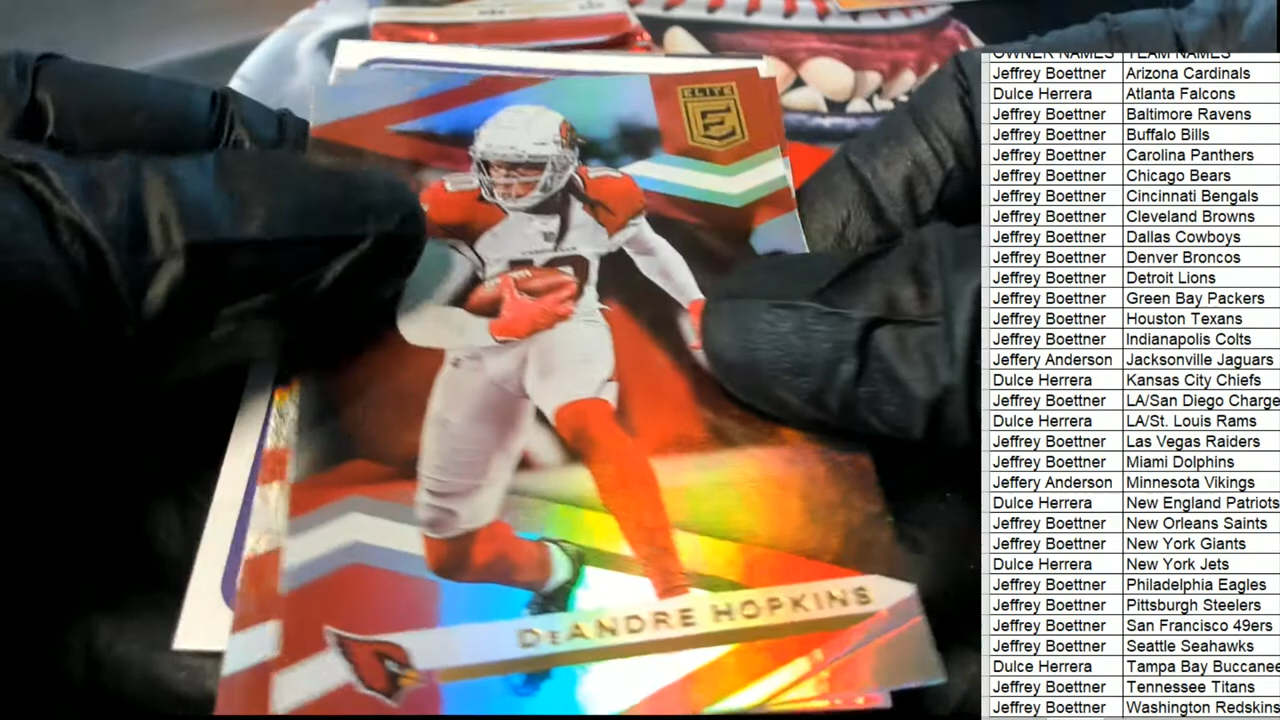 ELITE
E
10
DeANDRE HOPKINS
OWNER NAMES TEAM NAMES
Jeffrey Boettner Arizona Cardinals
Dulce Herrera Atlanta Falcons
Jeffrey Boettner Baltimore Ravens
Jeffrey Boettner Buffalo Bills
Jeffrey Boettner Carolina Panthers
Jeffrey Boettner Chicago Bears
Jeffrey Boettner Cincinnati Bengals
Jeffrey Boettner Cleveland Browns
Jeffrey Boettner Dallas Cowboys
Jeffrey Boettner Denver Broncos
Jeffrey Boettner Detroit Lions
Jeffrey Boettner Green Bay Packers
Jeffrey Boettner Houston Texans
Jeffrey Boettner Indianapolis Colts
Jeffery Anderson Jacksonville Jaguars
Dulce Herrera Kansas City Chiefs
Jeffrey Boettner LA/San Diego Charge
Dulce Herrera LA/St. Louis Rams
Jeffrey Boettner Las Vegas Raiders
Jeffrey Boettner Miami Dolphins
Jeffery Anderson Minnesota Vikings
Dulce Herrera New England Patriots
Jeffrey Boettner New Orleans Saints
Jeffrey Boettner New York Giants
Dulce Herrera New York Jets
Jeffrey Boettner Philadelphia Eagles
Jeffrey Boettner Pittsburgh Steelers
Jeffrey Boettner San Francisco 49ers
Jeffrey Boettner Seattle Seahawks
Dulce Herrera Tampa Bay Buccanee
Jeffrey Boettner Tennessee Titans
Jeffrey Boettner Washington Redskins